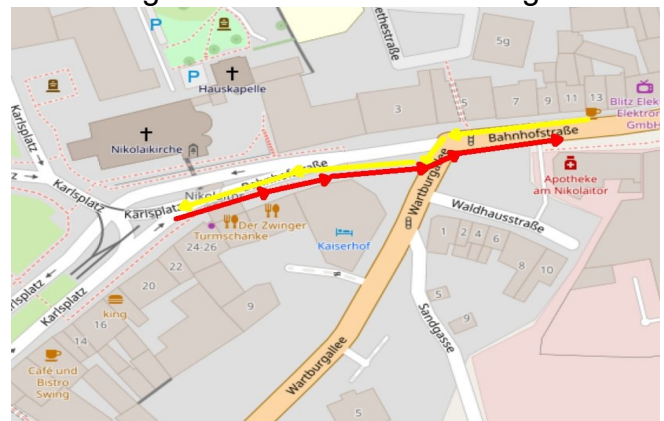 P
P
5g
Hauskapelle
3
5
7
9
11
13
Blitz Elek
Elektron
GmbH
Karlsplatz
Nikolaikirche
Bahnhofstraße
Bahnhofstraße
Apotheke
am Nikolaitor
Karlsplatz
Karlsplatz
Wartburgallee
Waldhausstraße
Der Zwinger
Turmschänke
24-26
Kaiserhof
1
2
4
6
8
10
22
20
Karlsplatz
king
16
14
9
5
9
Sandgasse
Café und
Bistro
Swing
Wartburgallee
5